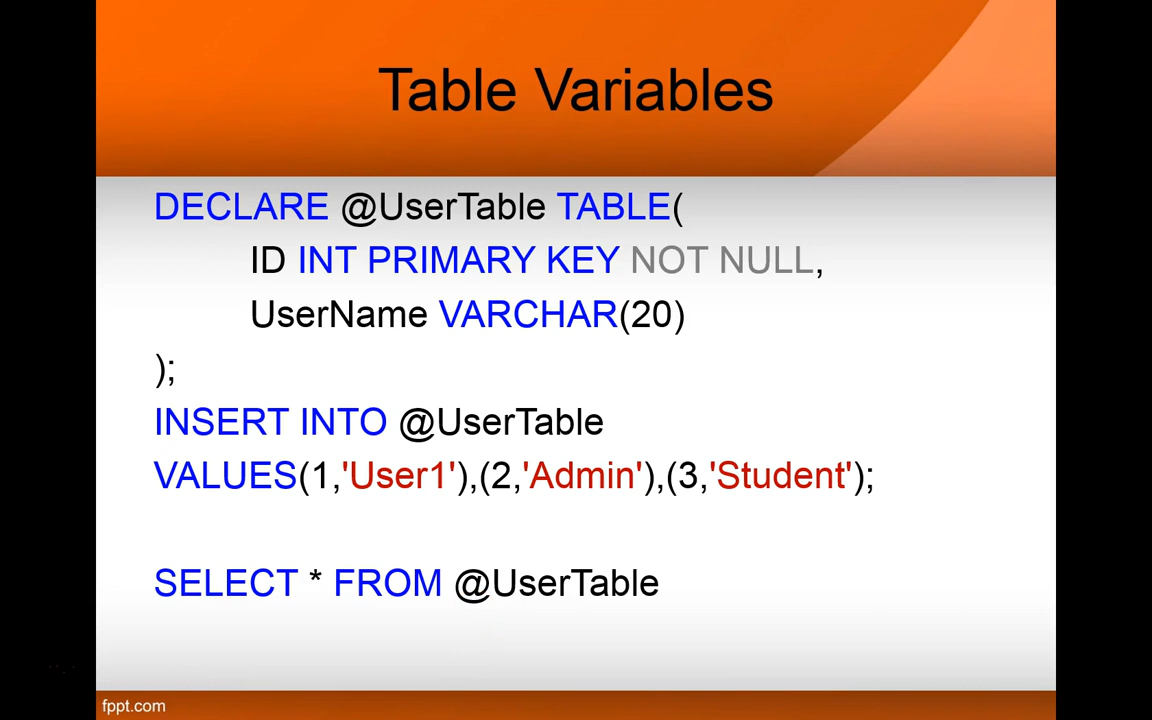 Table Variables
DECLARE @UserTable TABLE(
ID INT PRIMARY KEY NOT NULL,
UserName VARCHAR(20)
);
INSERT INTO @UserTable
VALUES(1,'User1'),(2,'Admin'),(3,'Student');
SELECT * FROM @UserTable
fppt.com